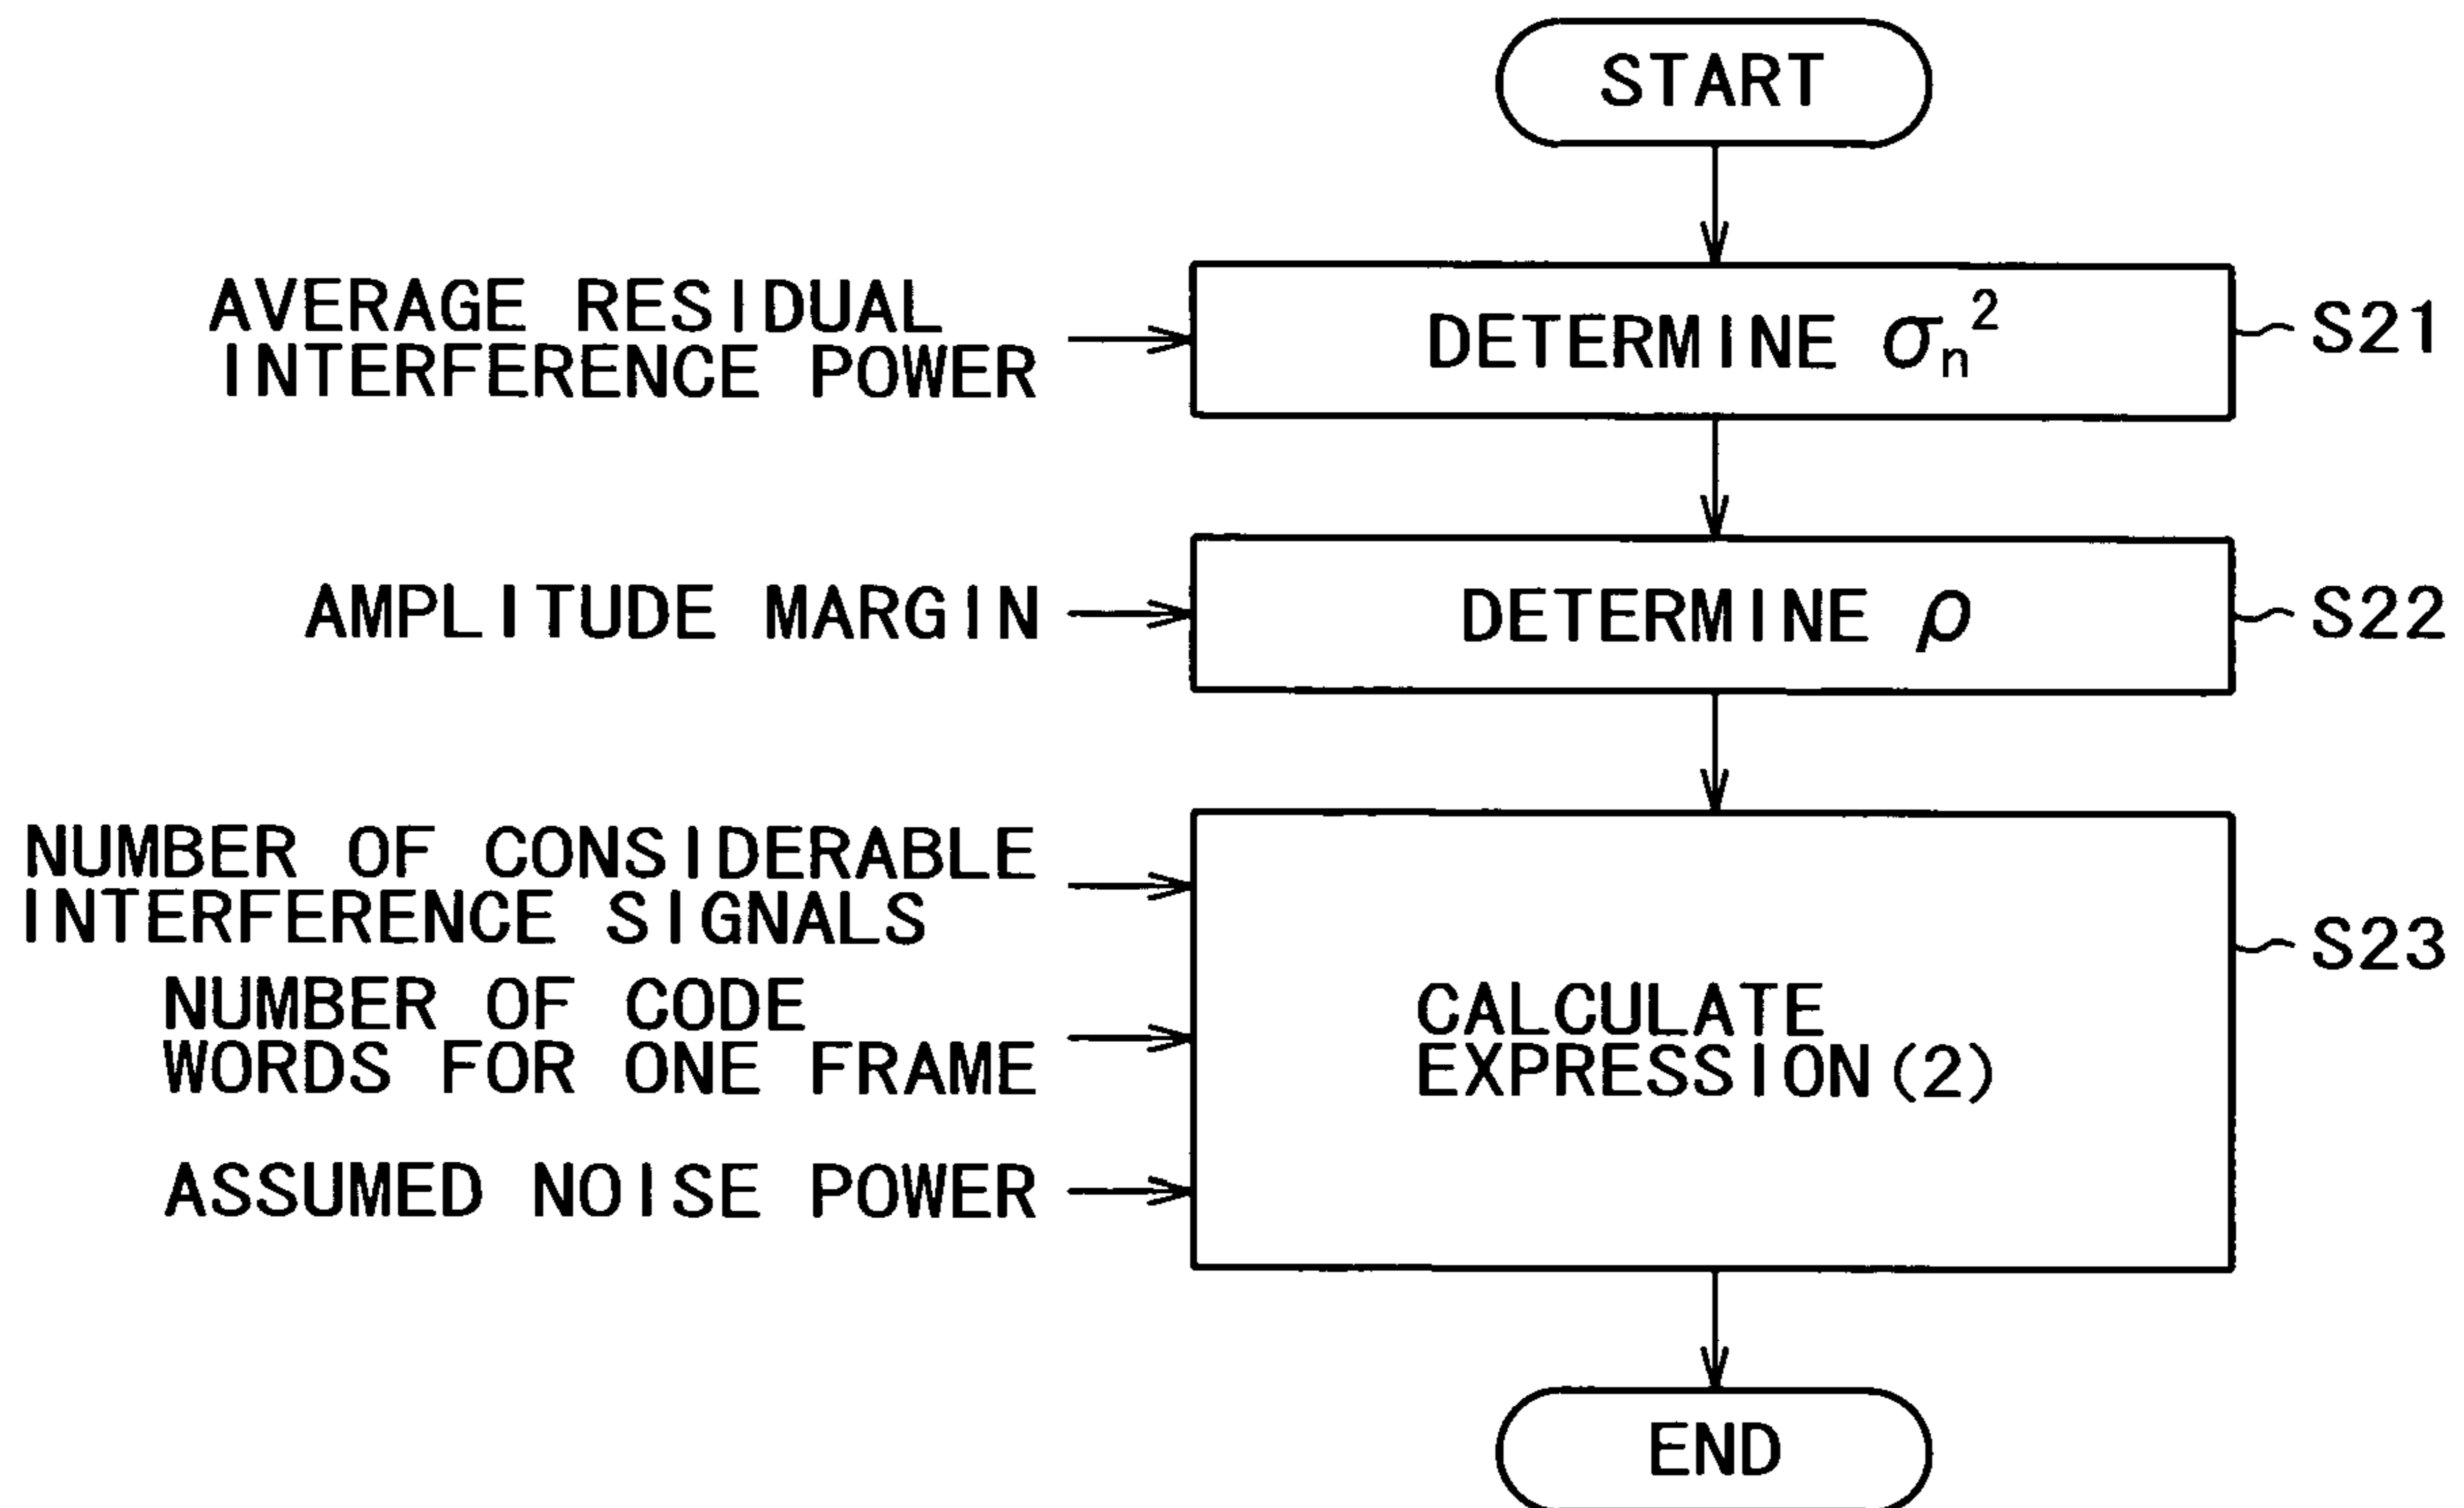 START
AVERAGE RESIDUAL
INTERFERENCE POWER
DETERMINE σn²
S21
AMPLITUDE MARGIN
DETERMINE ρ
S22
NUMBER OF CONSIDERABLE
INTERFERENCE SIGNALS
NUMBER OF CODE
WORDS FOR ONE FRAME
ASSUMED NOISE POWER
CALCULATE
EXPRESSION(2)
S23
END